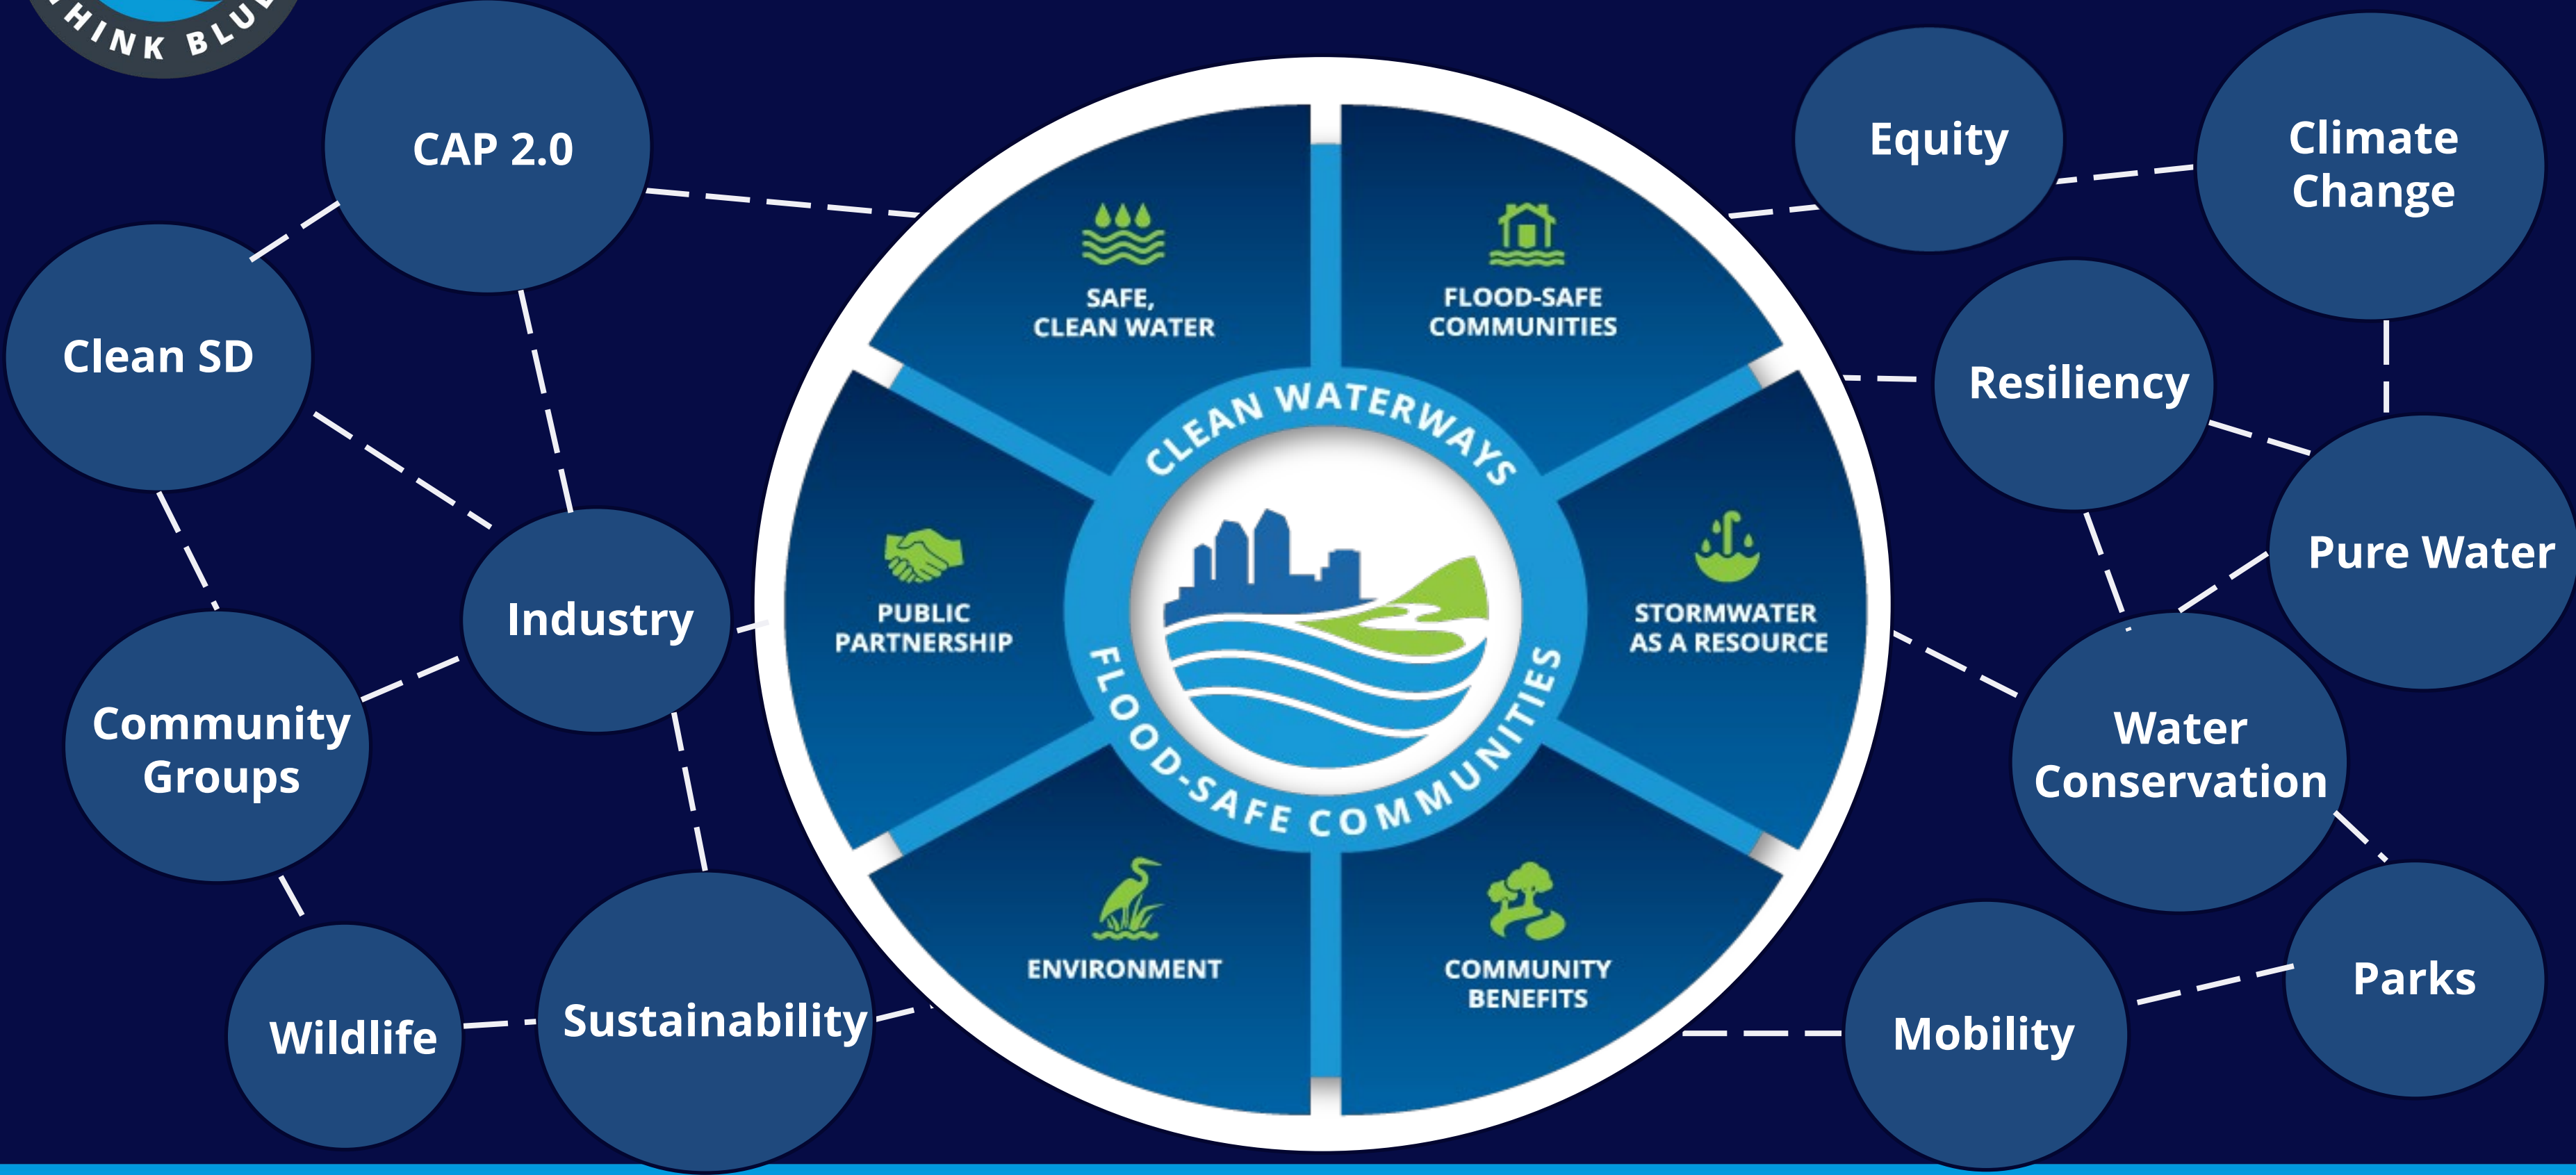 THINK BLUE
CAP 2.0
Clean SD
Industry
Community
Groups
Wildlife
Sustainability
SAFE,
CLEAN WATER
FLOOD-SAFE
COMMUNITIES
PUBLIC
PARTNERSHIP
CLEAN WATERWAYS
FLOOD-SAFE COMMUNITIES
STORMWATER
AS A RESOURCE
ENVIRONMENT
COMMUNITY
BENEFITS
Equity
Climate
Change
Resiliency
Pure Water
Water
Conservation
Parks
Mobility